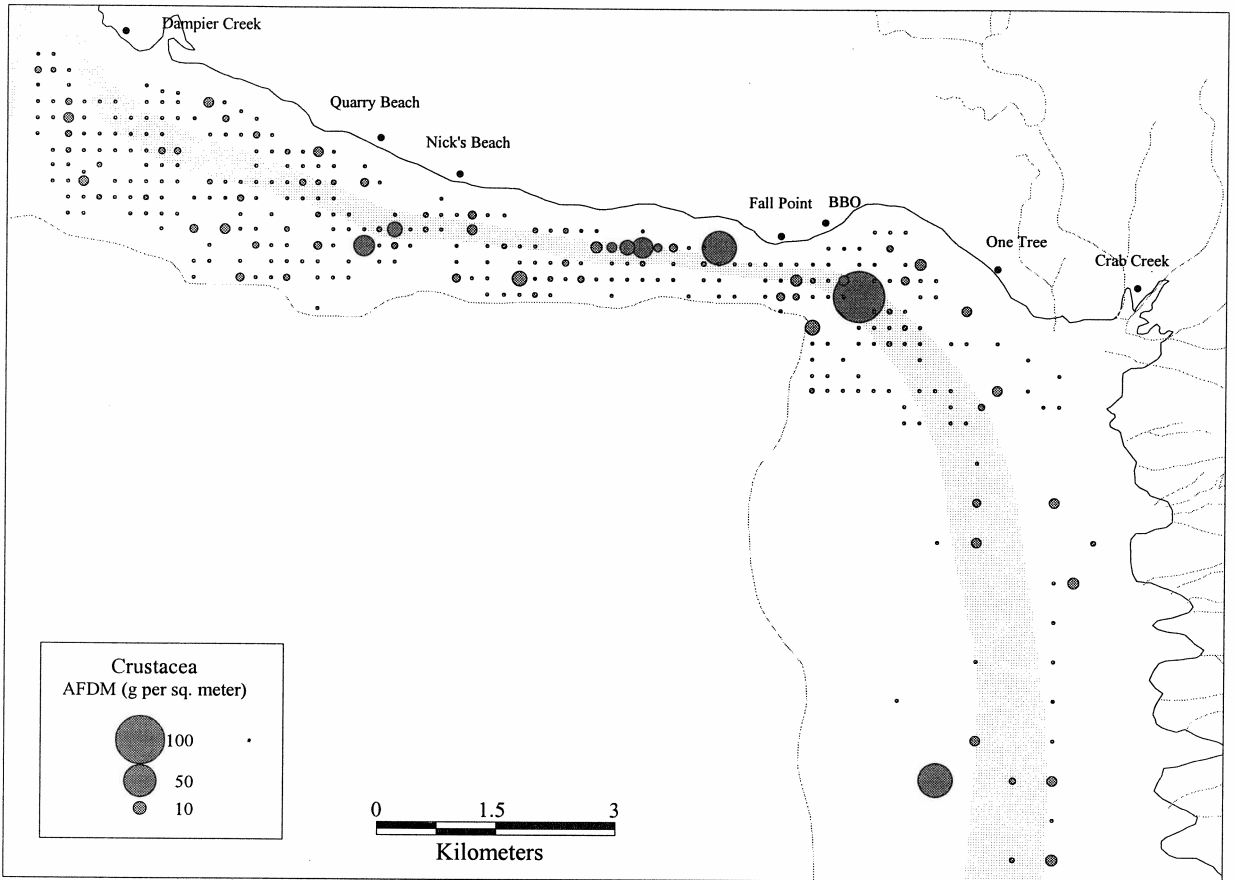 Dampier Creek
Quarry Beach
Nick's Beach
Fall Point
BBO
One Tree
Crab Creek
Crustacea
AFDM (g per sq. meter)
100
50
10
0 1.5 3
Kilometers